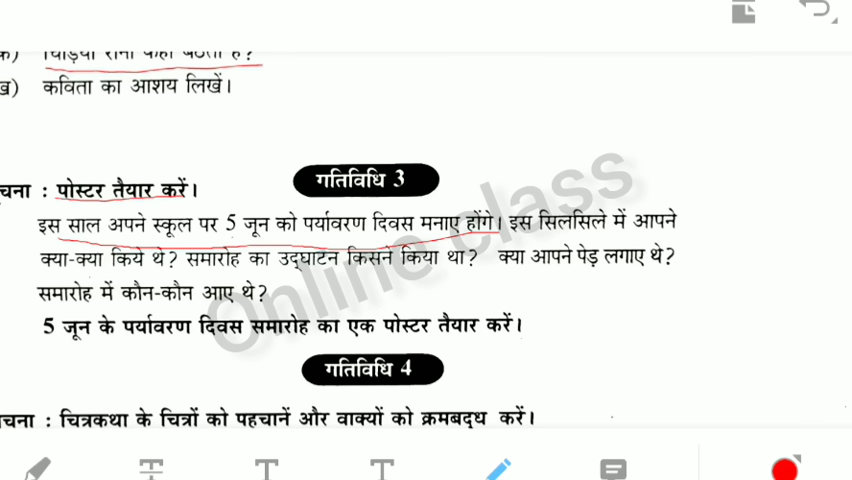 क) चिड़िया रानी कहाँ बैठती है?
ख) कविता का आशय लिखें।
गतिविधि 3
चना : पोस्टर तैयार करें।
इस साल अपने स्कूल पर 5 जून को पर्यावरण दिवस मनाए होंगे। इस सिलसिले में आपने
क्या-क्या किये थे? समारोह का उद्घाटन किसने किया था? क्या आपने पेड़ लगाए थे?
समारोह में कौन-कौन आए थे?
5 जून के पर्यावरण दिवस समारोह का एक पोस्टर तैयार करें।
गतिविधि 4
चना : चित्रकथा के चित्रों को पहचानें और वाक्यों को क्रमबद्ध करें।
Online class
T T T